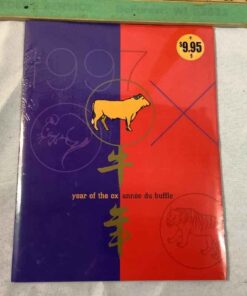 $9.95
1997
牛
年
year of the ox année du buffle